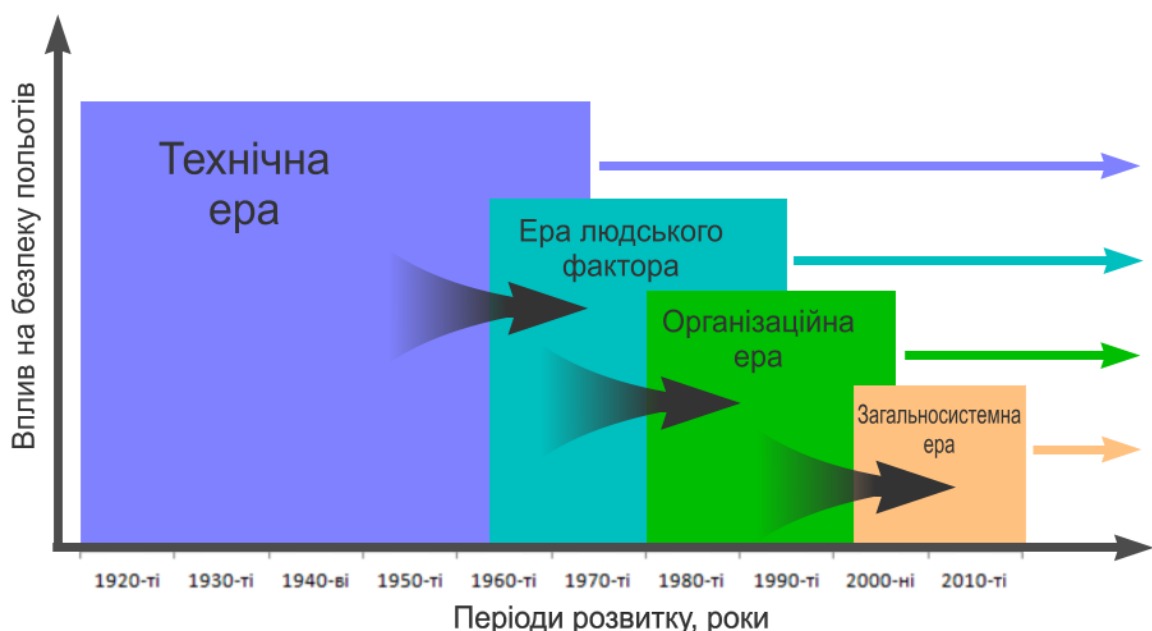 Вплив на безпеку польотів
Технічна
ера
Ера людського
фактора
Організаційна
ера
Загальносистемна
ера
1920-ті 1930-ті 1940-ві 1950-ті 1960-ті 1970-ті 1980-ті 1990-ті 2000-ні 2010-ті
Періоди розвитку, роки